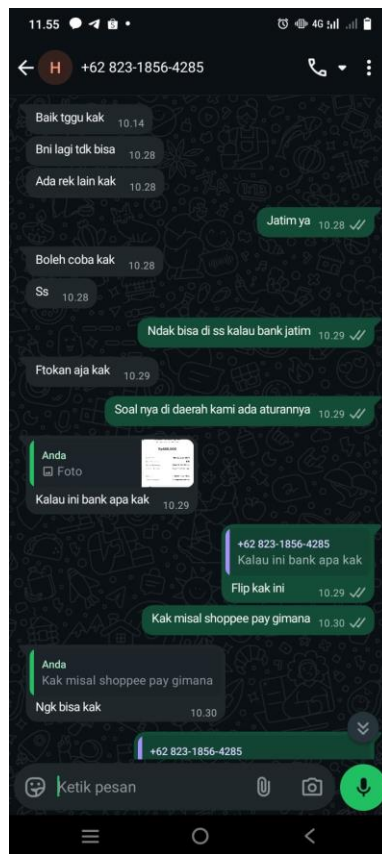 11.55
4G
H +62 823-1856-4285
Baik tggu kak 10.14
Bni lagi tdk bisa 10.28
Ada rek lain kak 10.28
Jatim ya 10.28
Boleh coba kak 10.28
Ss 10.28
Ndak bisa di ss kalau bank jatim 10.29
Ftokan aja kak 10.29
Soal nya di daerah kami ada aturannya 10.29
Anda
Foto
Kalau ini bank apa kak 10.29
+62 823-1856-4285
Kalau ini bank apa kak
Flip kak ini 10.29
Kak misal shoppee pay gimana 10.30
Anda
Kak misal shoppee pay gimana
Ngk bisa kak 10.30
+62 823-1856-4285
Ketik pesan